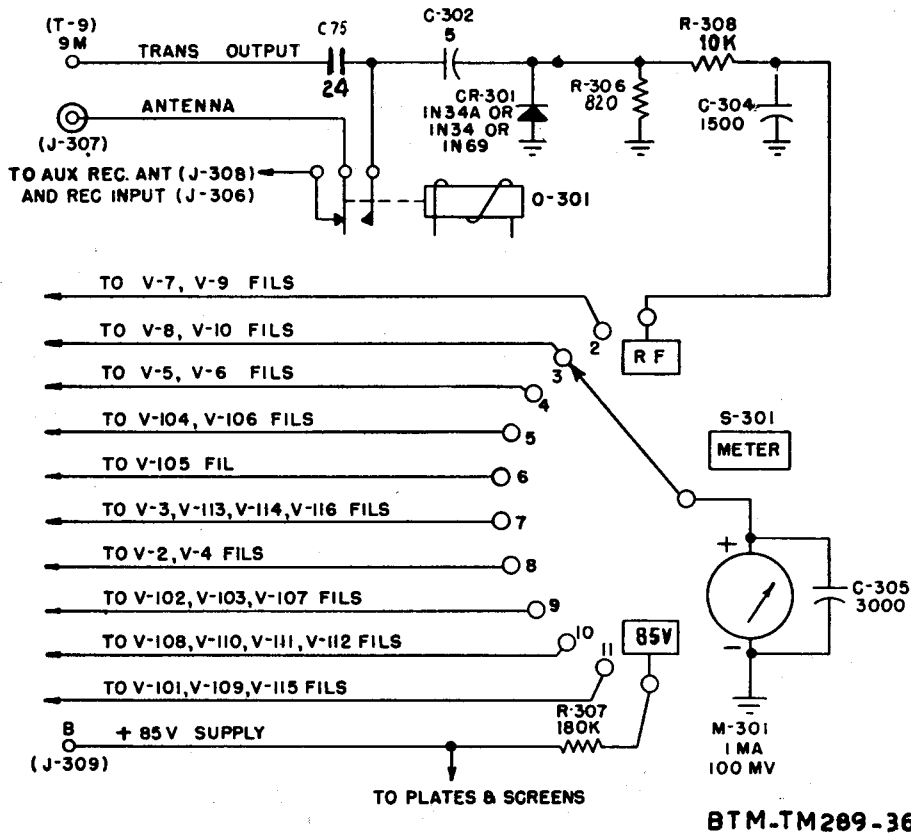 (T-9)
9M
TRANS OUTPUT
C75
24
C-302
5
R-308
10K
ANTENNA
(J-307)
CR-301
1N34A OR
1N34 OR
1N69
R-306
820
C-304
1500
TO AUX REC. ANT (J-308)
AND REC INPUT (J-306)
O-301
TO V-7, V-9 FILS
2
RF
TO V-8, V-10 FILS
3
TO V-5, V-6 FILS
4
TO V-104, V-106 FILS
5
S-301
METER
TO V-105 FIL
6
TO V-3, V-113, V-114, V-116 FILS
7
TO V-2, V-4 FILS
8
+
-
C-305
3000
TO V-102, V-103, V-107 FILS
9
TO V-108, V-110, V-111, V-112 FILS
10
85V
TO V-101, V-109, V-115 FILS
11
B
(J-309)
+ 85V SUPPLY
R-307
180K
M-301
1 MA
100 MV
TO PLATES & SCREENS
BTM-TM289-36